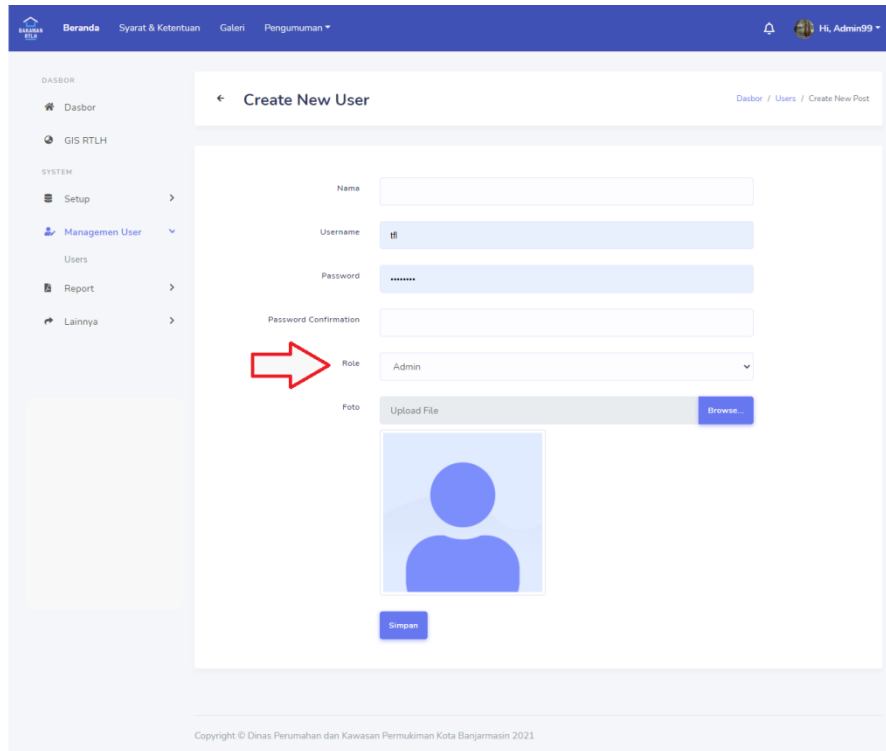 BAKANAN
RTLH
Beranda Syarat & Ketentuan Galeri Pengumuman
Hi, Admin99
DASBOR
Dasbor
GIS RTLH
SYSTEM
Setup
Managemen User
Users
Report
Lainnya
Create New User
Dasbor / Users / Create New Post
Nama
Username tfl
Password ••••••••
Password Confirmation
Role Admin
Foto Upload File Browse...
Simpan
Copyright © Dinas Perumahan dan Kawasan Permukiman Kota Banjarmasin 2021